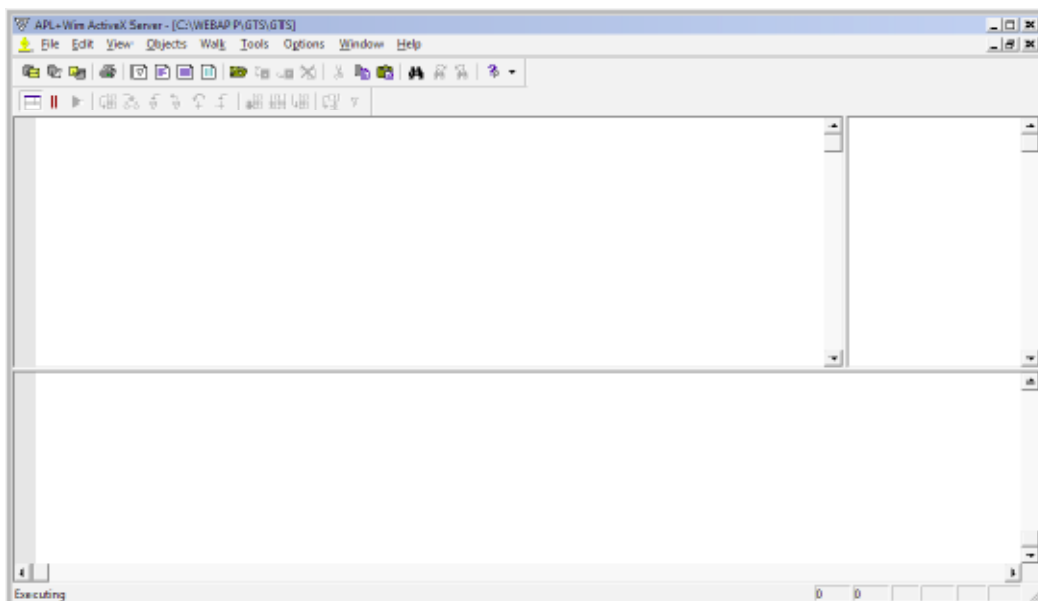 APL+Win ActiveX Server - [C:\WEBAPP\GTS\GTS]
File Edit View Objects Walk Tools Options Window Help
Executing
0 0